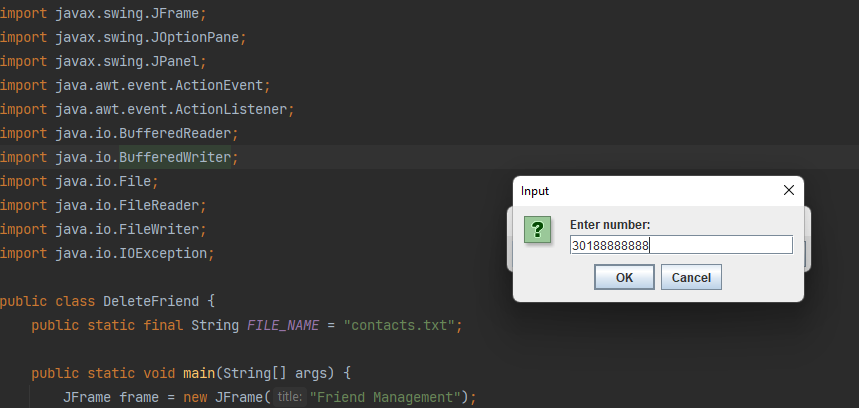 import javax.swing.JFrame;
import javax.swing.JOptionPane;
import javax.swing.JPanel;
import java.awt.event.ActionEvent;
import java.awt.event.ActionListener;
import java.io.BufferedReader;
import java.io.BufferedWriter;
import java.io.File;
import java.io.FileReader;
import java.io.FileWriter;
import java.io.IOException;
public class DeleteFriend {
public static final String FILE_NAME = "contacts.txt";
public static void main(String[] args) {
JFrame frame = new JFrame( title: "Friend Management");
Input
?
Enter number:
30188888888
OK Cancel